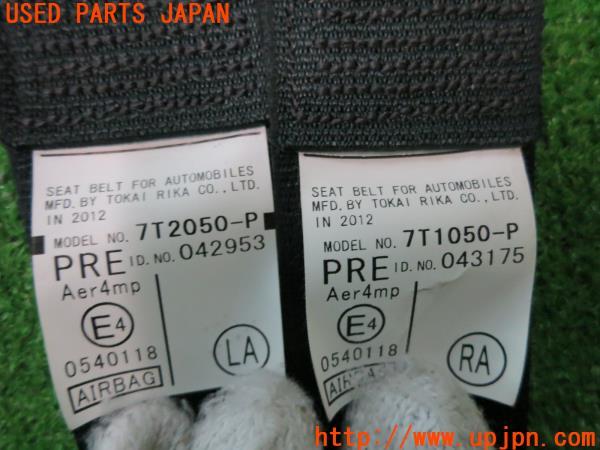 USED PARTS JAPAN
SEAT BELT FOR AUTOMOBILES
MFD. BY TOKAI RIKA CO., LTD.
IN 2012
MODEL NO. 7T2050-P
PRE ID. NO. 042953
Aer4mp
E4
0540118
LA
AIRBAG
SEAT BELT FOR AUTOMOBILES
MFD. BY TOKAI RIKA CO., LTD.
IN 2012
MODEL NO. 7T1050-P
PRE ID. NO. 043175
Aer4mp
E4
0540118
RA
AIRBAG
http://www.upjpn.com/